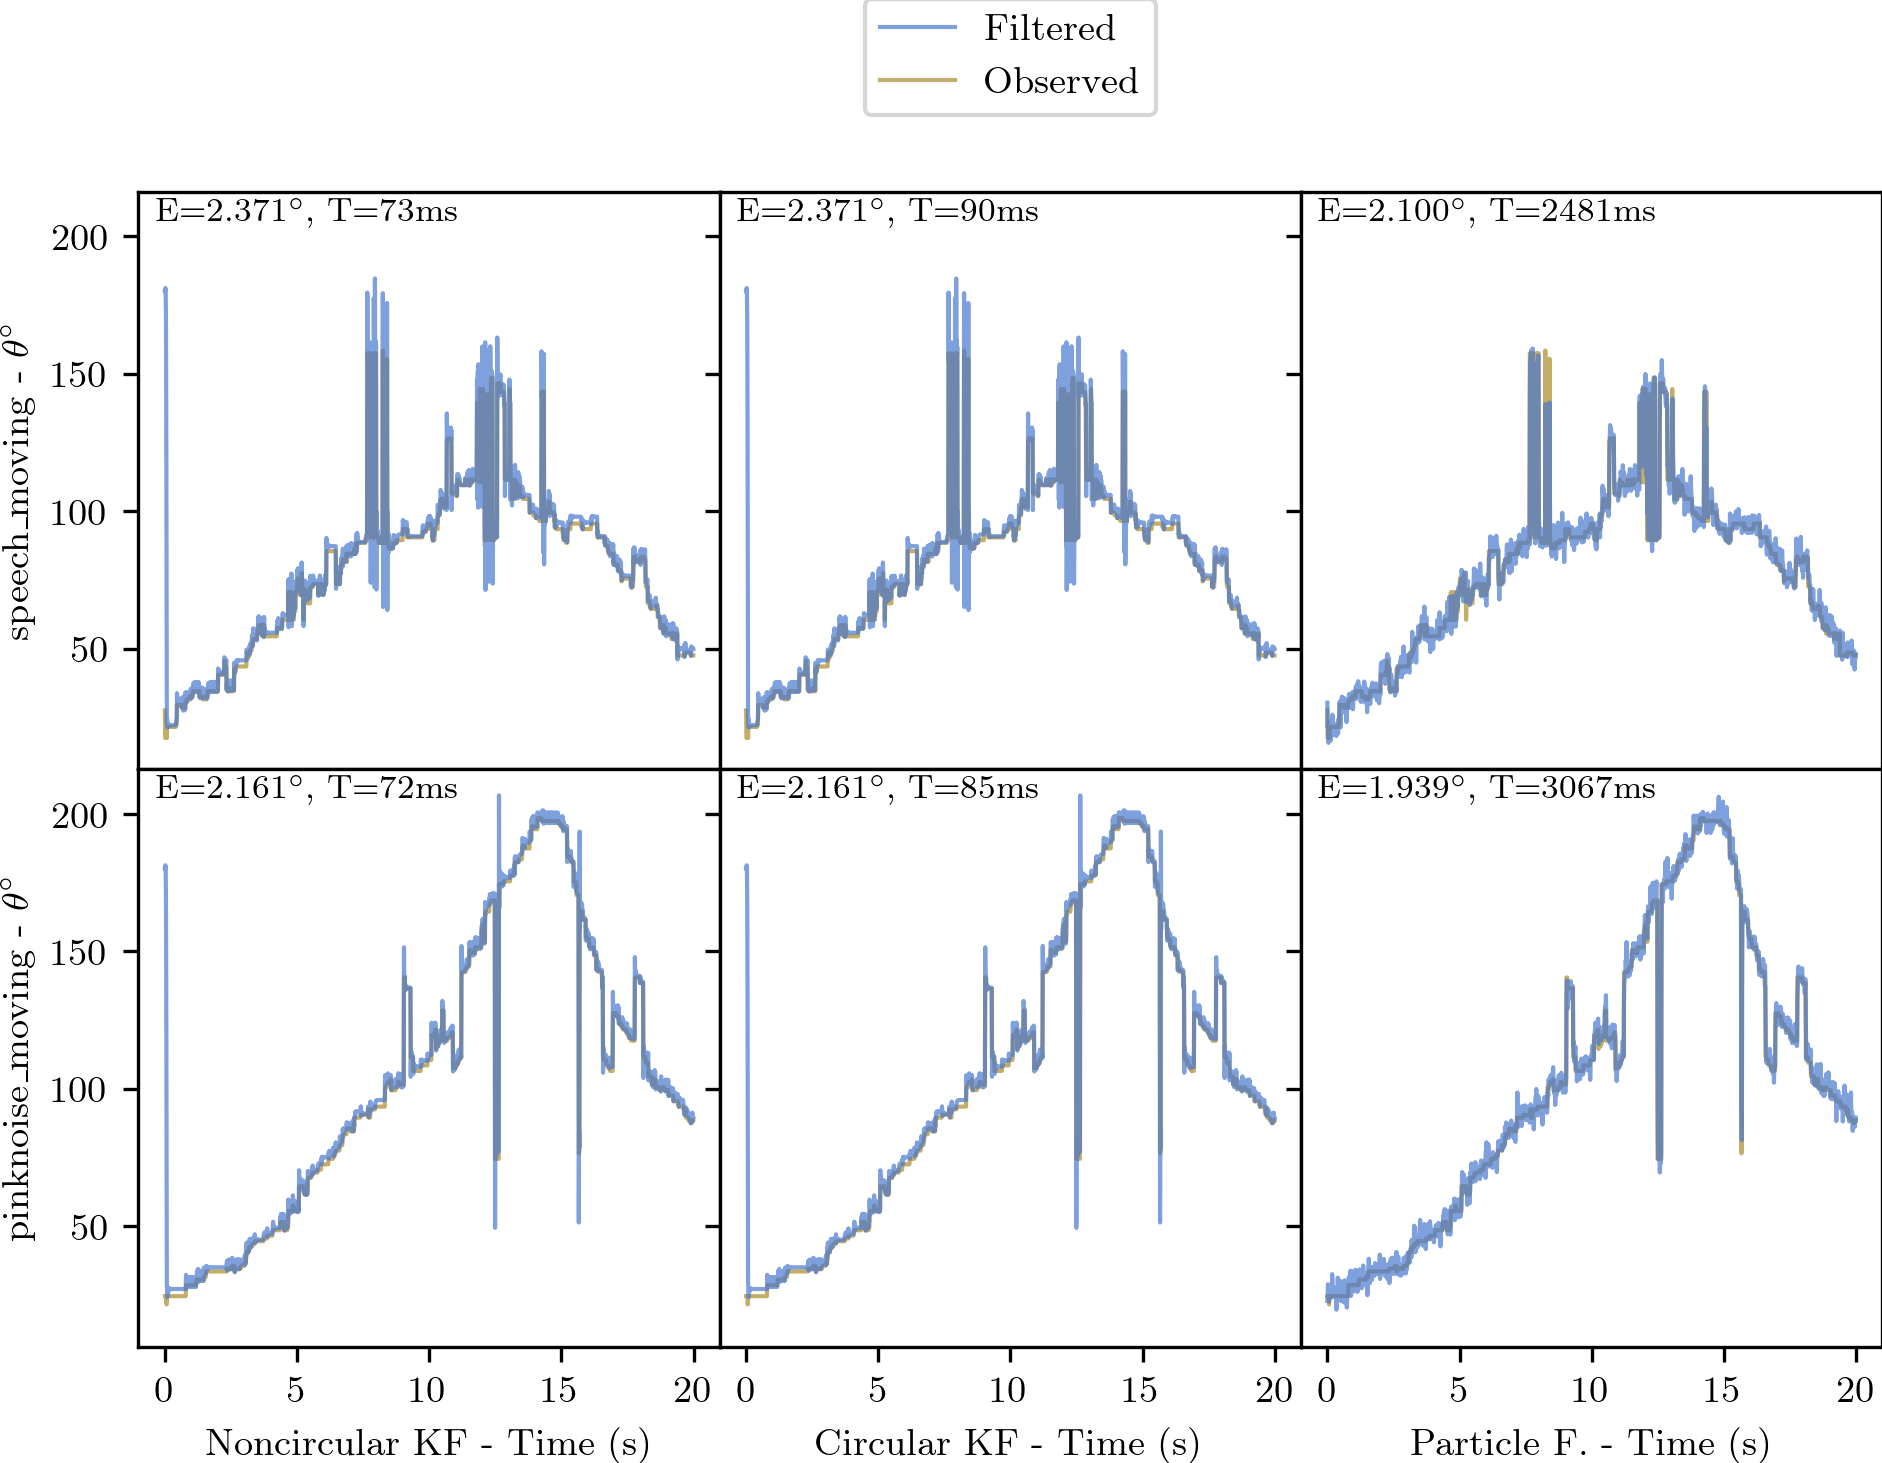 Filtered
Observed
E=2.371°, T=73ms
E=2.371°, T=90ms
E=2.100°, T=2481ms
200
150
100
50
speech_moving - θ°
E=2.161°, T=72ms
E=2.161°, T=85ms
E=1.939°, T=3067ms
200
150
100
50
pinknoise_moving - θ°
0 5 10 15 20
0 5 10 15 20
0 5 10 15 20
Noncircular KF - Time (s)
Circular KF - Time (s)
Particle F. - Time (s)